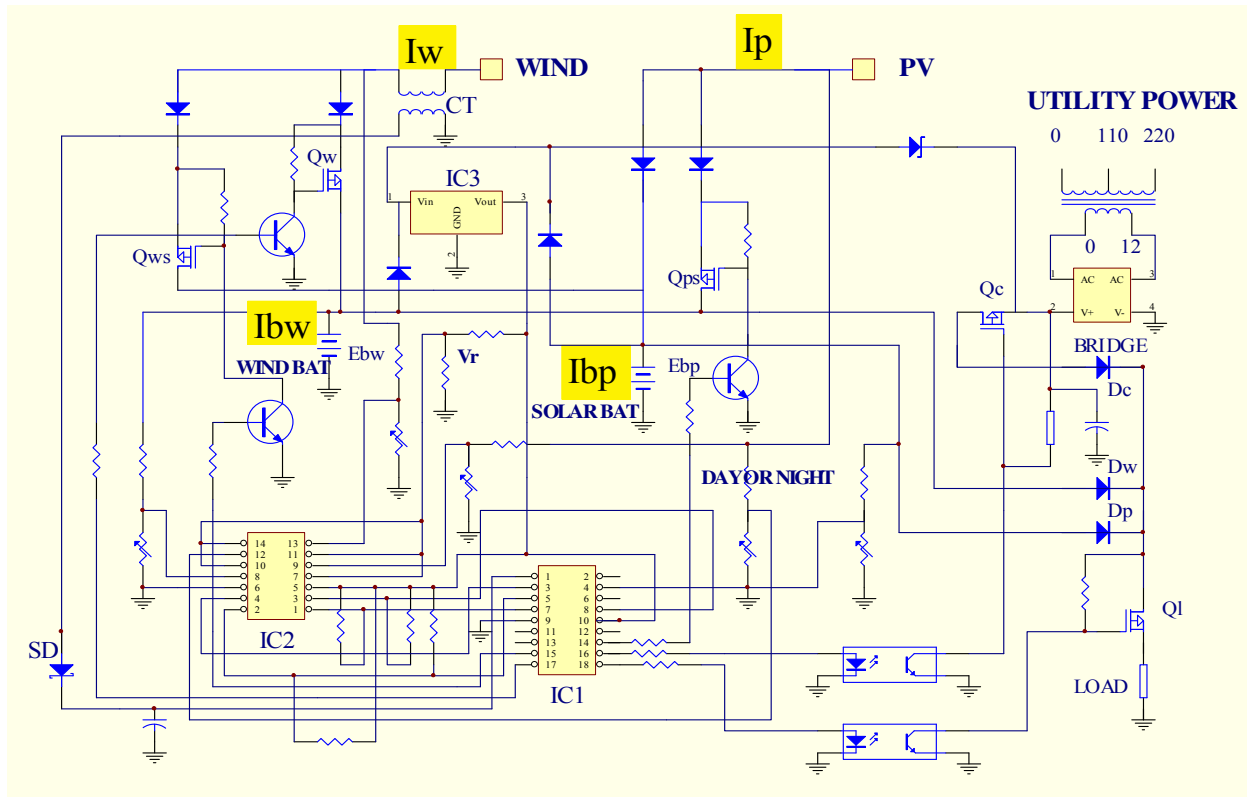 Iw
WIND
CT
Ip
PV
UTILITY POWER
0 110 220
Qw
IC3
1 Vin Vout 3
GND
2
Qws
Qps
0 12
1 AC AC 3
2 V+ V- 4
BRIDGE
Qc
Ibw
Ebw
WIND BAT
Vr
Ibp
Ebp
SOLAR BAT
Dc
DAY OR NIGHT
Dw
Dp
14 13
12 11
10 9
8 7
6 5
4 3
2 1
IC2
1 2
3 4
5 6
7 8
9 10
11 12
13 14
15 16
17 18
IC1
SD
Ql
LOAD